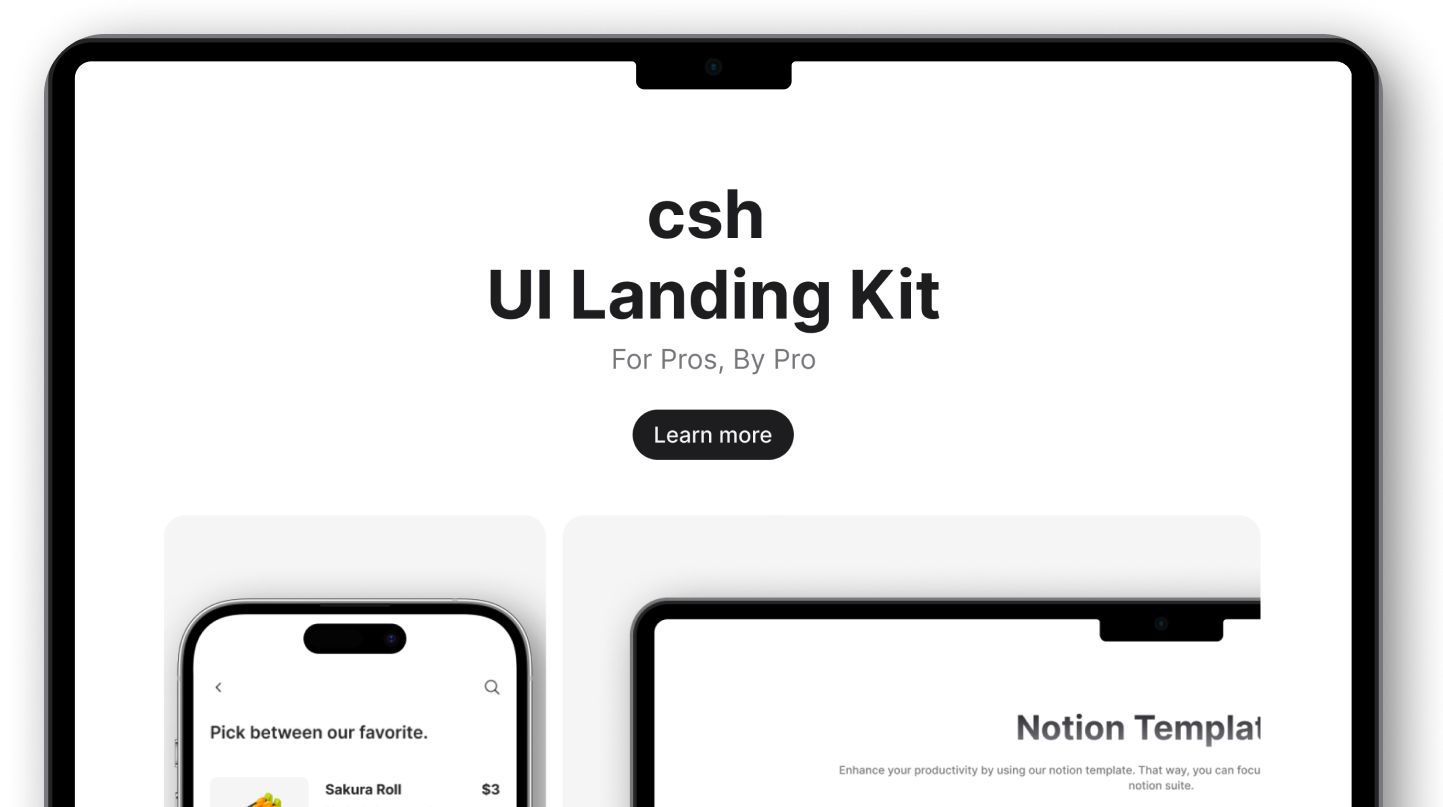 csh
UI Landing Kit
For Pros, By Pro
Learn more
Pick between our favorite.
Sakura Roll $3
Notion Templat
Enhance your productivity by using our notion template. That way, you can focu
notion suite.